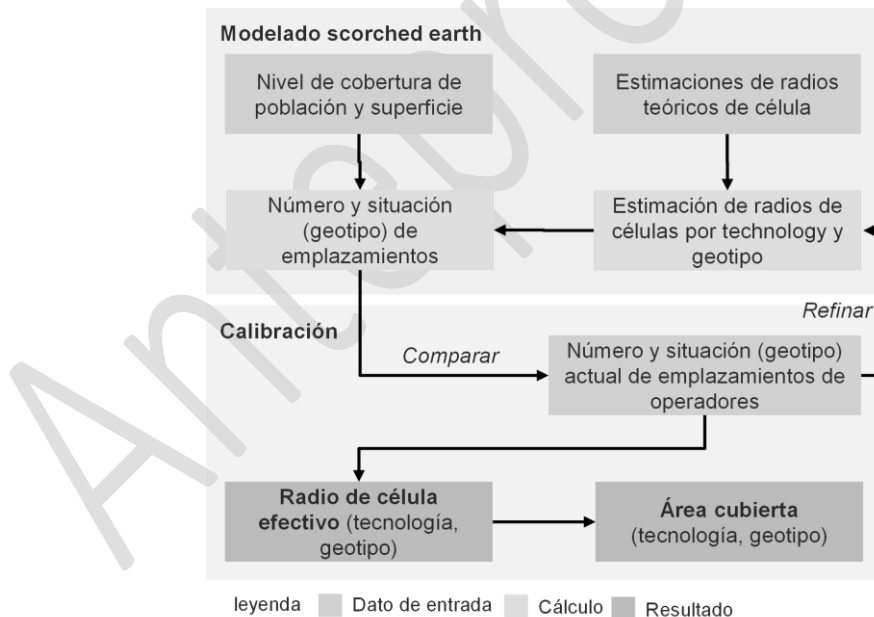 Modelado scorched earth
Nivel de cobertura de
población y superficie
Estimaciones de radios
teóricos de célula
Número y situación
(geotipo) de
emplazamientos
Estimación de radios de
células por technology y
geotipo
Refinar
Calibración
Comparar
Número y situación (geotipo)
actual de emplazamientos de
operadores
Radio de célula
efectivo (tecnología,
geotipo)
Área cubierta
(tecnología, geotipo)
leyenda Dato de entrada Cálculo Resultado